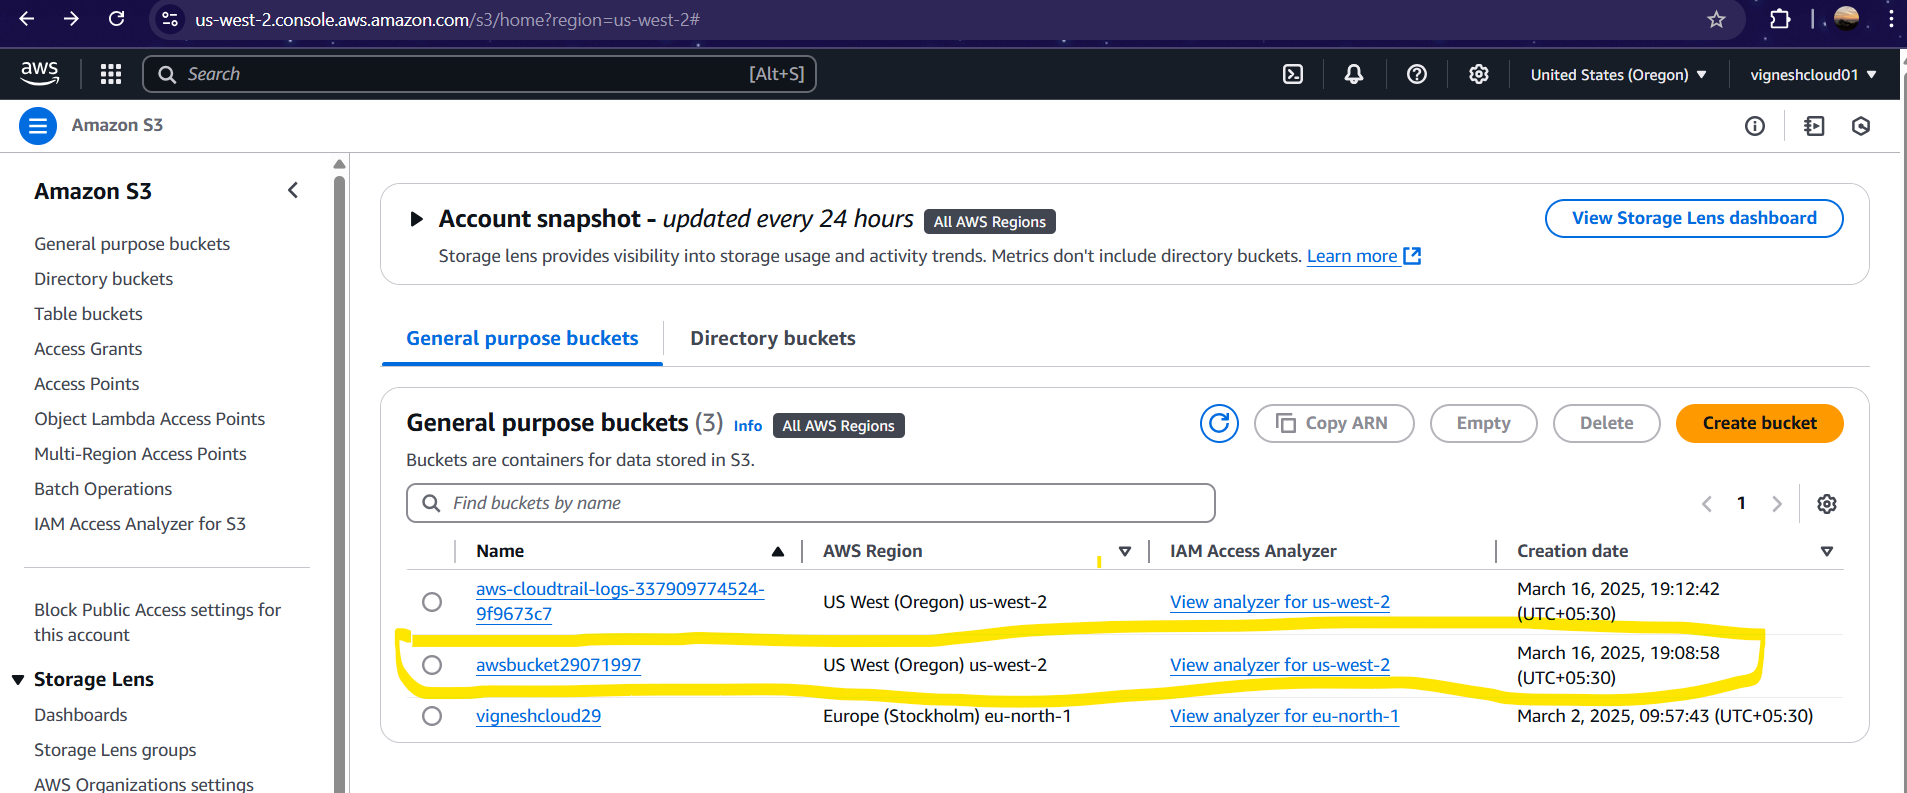 us-west-2.console.aws.amazon.com/s3/home?region=us-west-2#
aws
Search
[Alt+S]
United States (Oregon)
vigneshcloud01
Amazon S3
Amazon S3
General purpose buckets
Directory buckets
Table buckets
Access Grants
Access Points
Object Lambda Access Points
Multi-Region Access Points
Batch Operations
IAM Access Analyzer for S3
Block Public Access settings for
this account
Storage Lens
Dashboards
Storage Lens groups
AWS Organizations settings
Account snapshot - updated every 24 hours All AWS Regions
View Storage Lens dashboard
Storage lens provides visibility into storage usage and activity trends. Metrics don't include directory buckets. Learn more
General purpose buckets
Directory buckets
General purpose buckets (3) Info All AWS Regions
Copy ARN
Empty
Delete
Create bucket
Buckets are containers for data stored in S3.
Find buckets by name
1
Name
AWS Region
IAM Access Analyzer
Creation date
aws-cloudtrail-logs-337909774524-
9f9673c7
US West (Oregon) us-west-2
View analyzer for us-west-2
March 16, 2025, 19:12:42
(UTC+05:30)
awsbucket29071997
US West (Oregon) us-west-2
View analyzer for us-west-2
March 16, 2025, 19:08:58
(UTC+05:30)
vigneshcloud29
Europe (Stockholm) eu-north-1
View analyzer for eu-north-1
March 2, 2025, 09:57:43 (UTC+05:30)